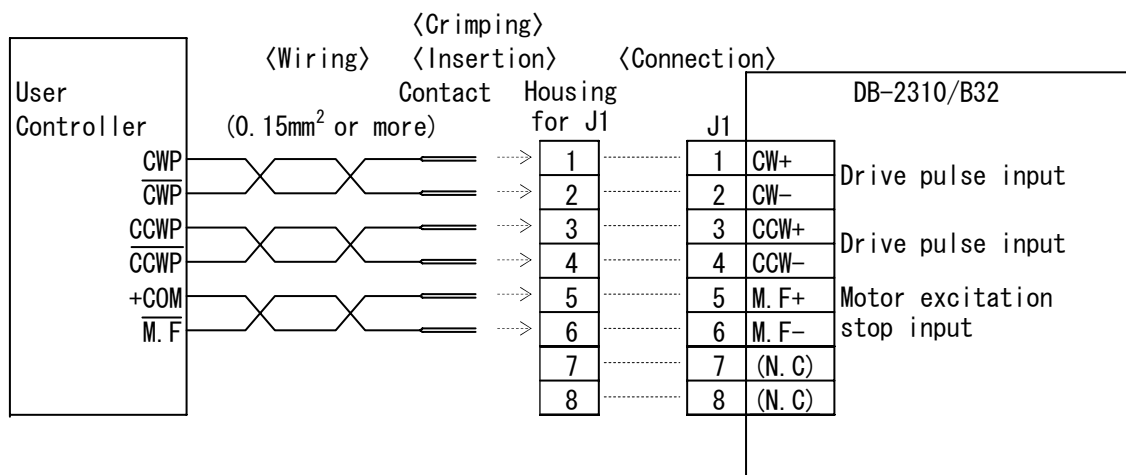 〈Crimping〉
〈Wiring〉 〈Insertion〉 〈Connection〉
User Controller
Contact
Housing for J1
DB-2310/B32
(0.15mm² or more)
J1
CWP 1 1 CW+
C̅W̅P̅ 2 2 CW-
Drive pulse input
CCWP 3 3 CCW+
C̅C̅W̅P̅ 4 4 CCW-
Drive pulse input
+COM 5 5 M.F+ Motor excitation
M̅.̅F̅ 6 6 M.F- stop input
7 7 (N.C)
8 8 (N.C)